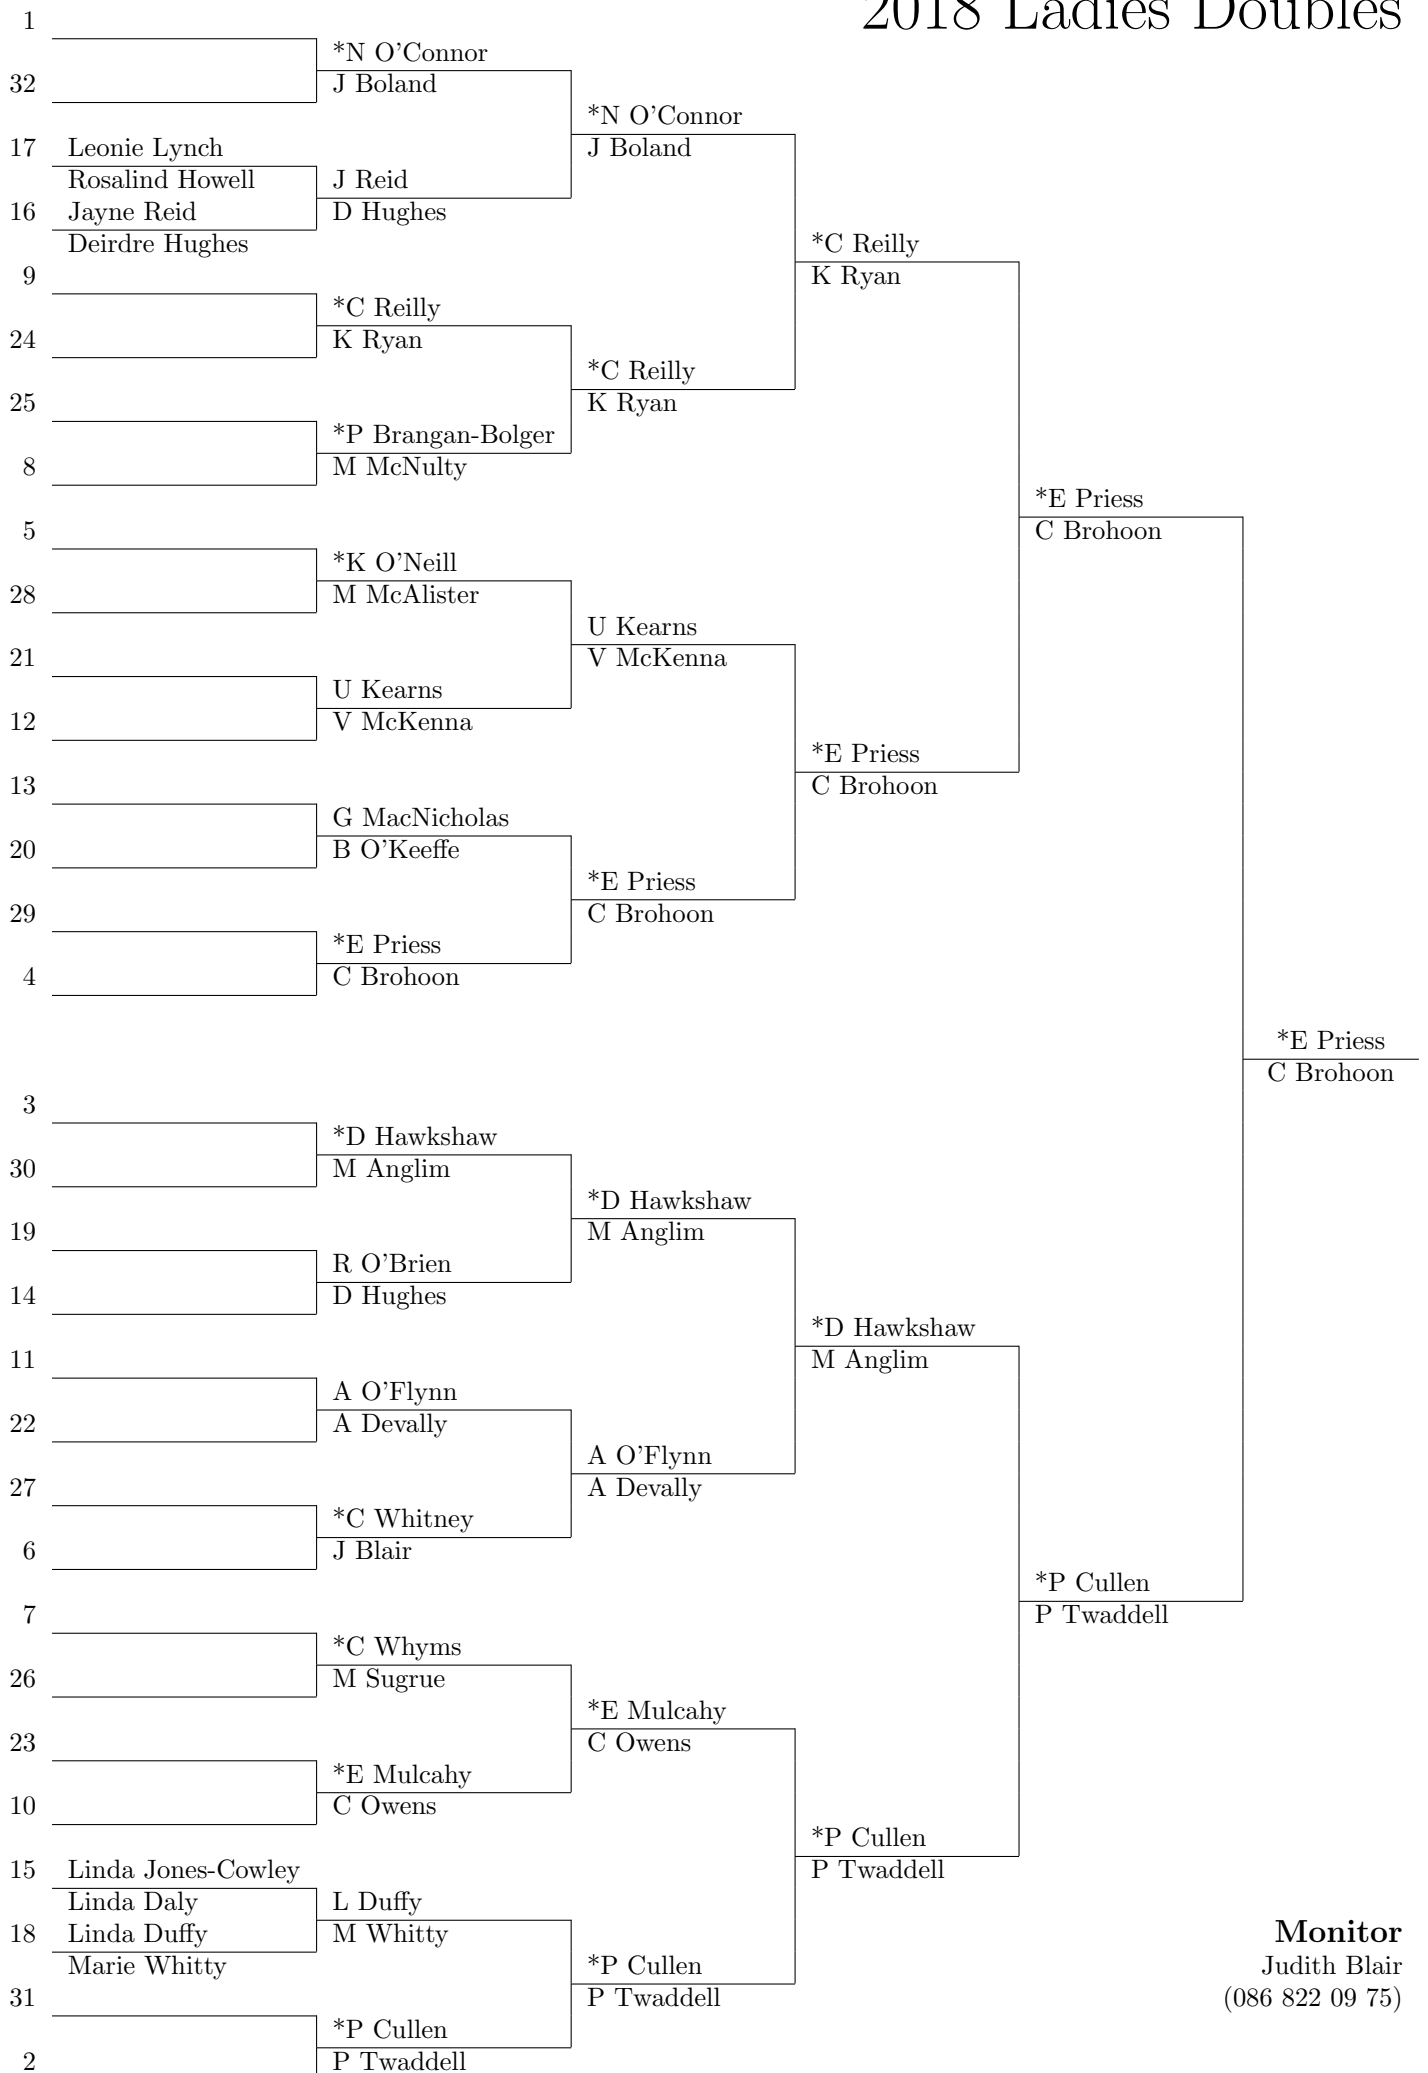 2018 Ladies Doubles
1
*N O'Connor
32
J Boland
*N O'Connor
17 Leonie Lynch
J Boland
Rosalind Howell
J Reid
16 Jayne Reid
D Hughes
Deirdre Hughes
*C Reilly
9
K Ryan
*C Reilly
24
K Ryan
*C Reilly
25
K Ryan
*P Brangan-Bolger
8
M McNulty
*E Priess
5
C Brohoon
*K O'Neill
28
M McAlister
U Kearns
21
V McKenna
U Kearns
12
V McKenna
*E Priess
13
C Brohoon
G MacNicholas
20
B O'Keeffe
*E Priess
29
C Brohoon
*E Priess
4
C Brohoon
*E Priess
C Brohoon
3
*D Hawkshaw
30
M Anglim
*D Hawkshaw
19
M Anglim
R O'Brien
14
D Hughes
*D Hawkshaw
11
M Anglim
A O'Flynn
22
A Devally
A O'Flynn
27
A Devally
*C Whitney
6
J Blair
*P Cullen
7
P Twaddell
*C Whyms
26
M Sugrue
*E Mulcahy
23
C Owens
*E Mulcahy
10
C Owens
*P Cullen
15 Linda Jones-Cowley
P Twaddell
Linda Daly
L Duffy
18 Linda Duffy
M Whitty
Monitor
Marie Whitty
*P Cullen
Judith Blair
31
P Twaddell
(086 822 09 75)
*P Cullen
2
P Twaddell